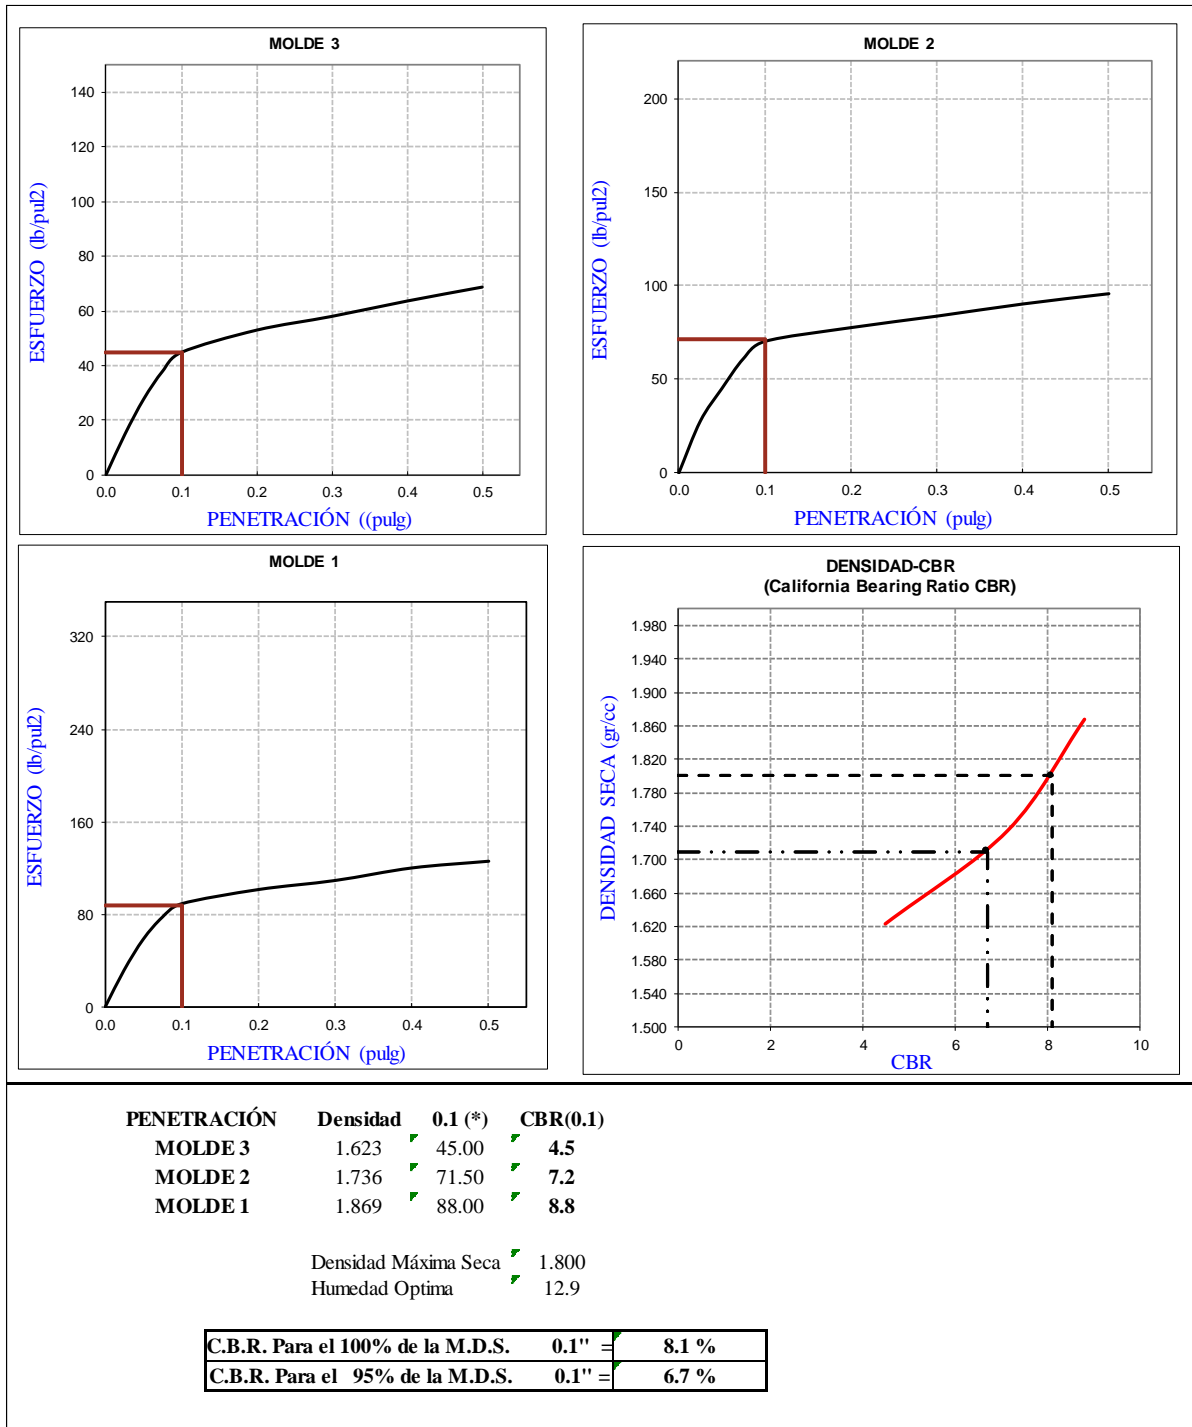 MOLDE 3
140
120
100
80
60
40
20
0
0.0 0.1 0.2 0.3 0.4 0.5
ESFUERZO (lb/pul2)
PENETRACIÓN ((pulg)
MOLDE 2
200
150
100
50
0
0.0 0.1 0.2 0.3 0.4 0.5
ESFUERZO (lb/pul2)
PENETRACIÓN (pulg)
MOLDE 1
320
240
160
80
0
0.0 0.1 0.2 0.3 0.4 0.5
ESFUERZO (lb/pul2)
PENETRACIÓN (pulg)
DENSIDAD-CBR
(California Bearing Ratio CBR)
1.980
1.940
1.900
1.860
1.820
1.780
1.740
1.700
1.660
1.620
1.580
1.540
1.500
0 2 4 6 8 10
DENSIDAD SECA (gr/cc)
CBR
PENETRACIÓN Densidad 0.1 (*) CBR(0.1)
MOLDE 3 1.623 45.00 4.5
MOLDE 2 1.736 71.50 7.2
MOLDE 1 1.869 88.00 8.8
Densidad Máxima Seca 1.800
Humedad Optima 12.9
C.B.R. Para el 100% de la M.D.S. 0.1" = 8.1 %
C.B.R. Para el 95% de la M.D.S. 0.1" = 6.7 %